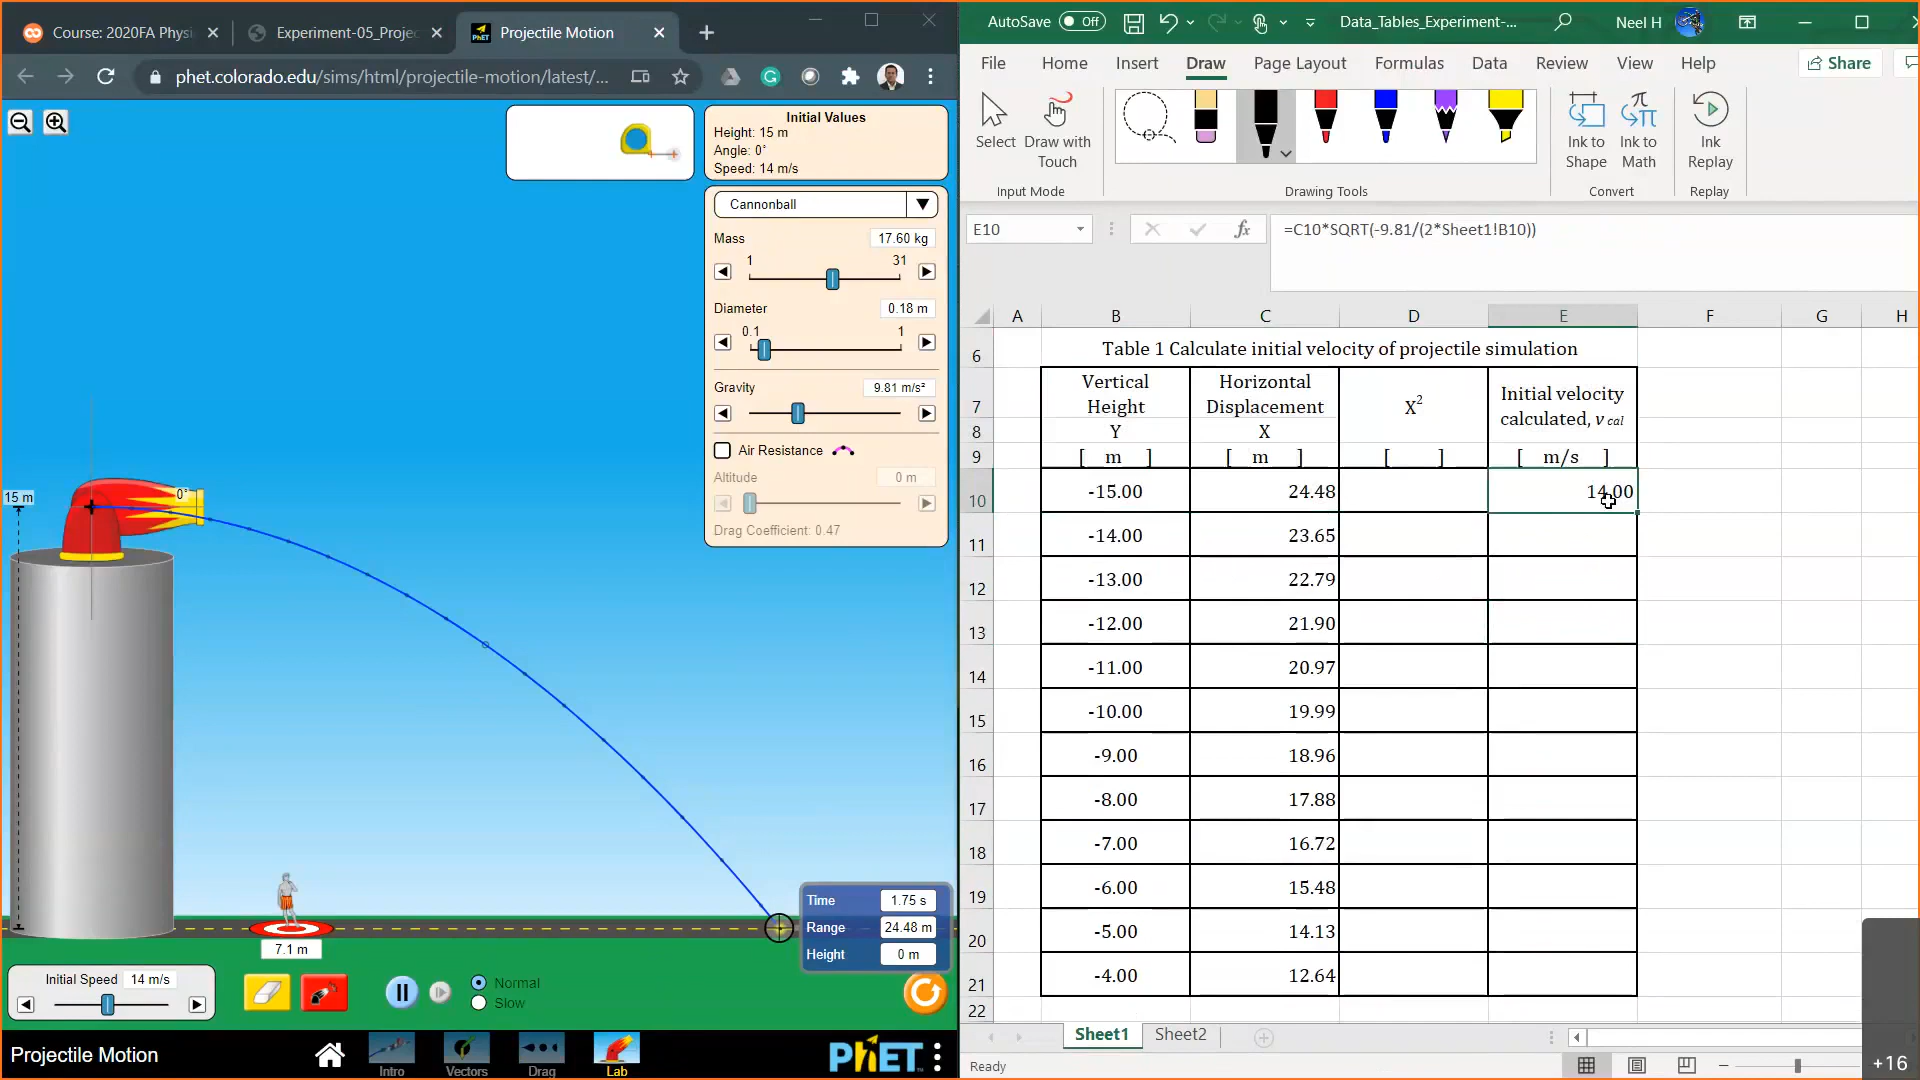 Course: 2020FA Physi
Experiment-05_Projec
Projectile Motion
phet.colorado.edu/sims/html/projectile-motion/latest/...
Initial Values
Height: 15 m
Angle: 0°
Speed: 14 m/s
Cannonball
Mass
17.60 kg
1
31
Diameter
0.18 m
0.1
1
Gravity
9.81 m/s²
Air Resistance
Altitude
0 m
Drag Coefficient: 0.47
15 m
0°
7.1 m
Time 1.75 s
Range 24.48 m
Height 0 m
Initial Speed 14 m/s
Normal
Slow
Projectile Motion
Intro
Vectors
Drag
Lab
PhET
AutoSave Off
Data_Tables_Experiment-...
Neel H
File Home Insert Draw Page Layout Formulas Data Review View Help
Share
Select
Draw with Touch
Ink to Shape
Ink to Math
Ink Replay
Input Mode
Drawing Tools
Convert
Replay
E10
fx
=C10*SQRT(-9.81/(2*Sheet1!B10))
A B C D E F G H
6 Table 1 Calculate initial velocity of projectile simulation
7 Vertical Height Horizontal Displacement X² Initial velocity calculated, v cal
8 Y X
9 [ m ] [ m ] [ ] [ m/s ]
10 -15.00 24.48 14.00
11 -14.00 23.65
12 -13.00 22.79
13 -12.00 21.90
14 -11.00 20.97
15 -10.00 19.99
16 -9.00 18.96
17 -8.00 17.88
18 -7.00 16.72
19 -6.00 15.48
20 -5.00 14.13
21 -4.00 12.64
22
Sheet1 Sheet2
Ready
+16